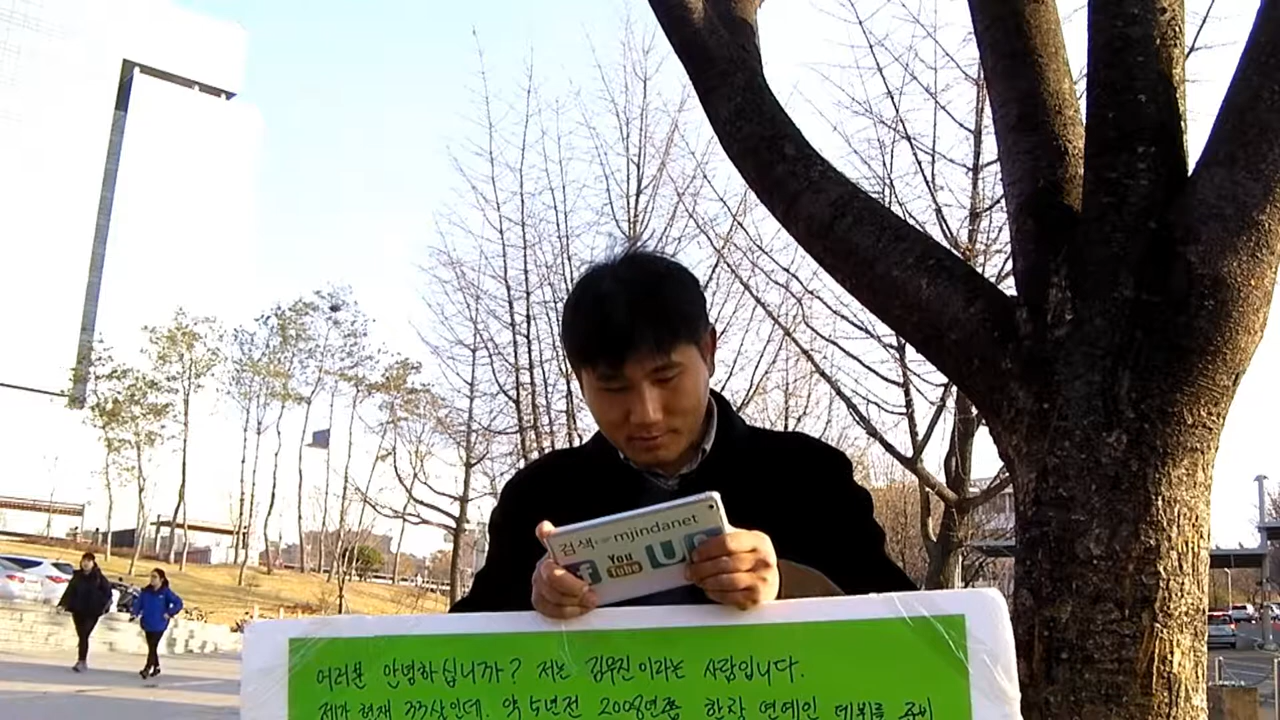 검색 mjindanet
f You Tube U
여러분 안녕하십니까? 저는 김우진이라는 사람입니다.
제가 현재 33살인데, 약 5년전 2008년쯤 한창 연예인 데뷔를 준비